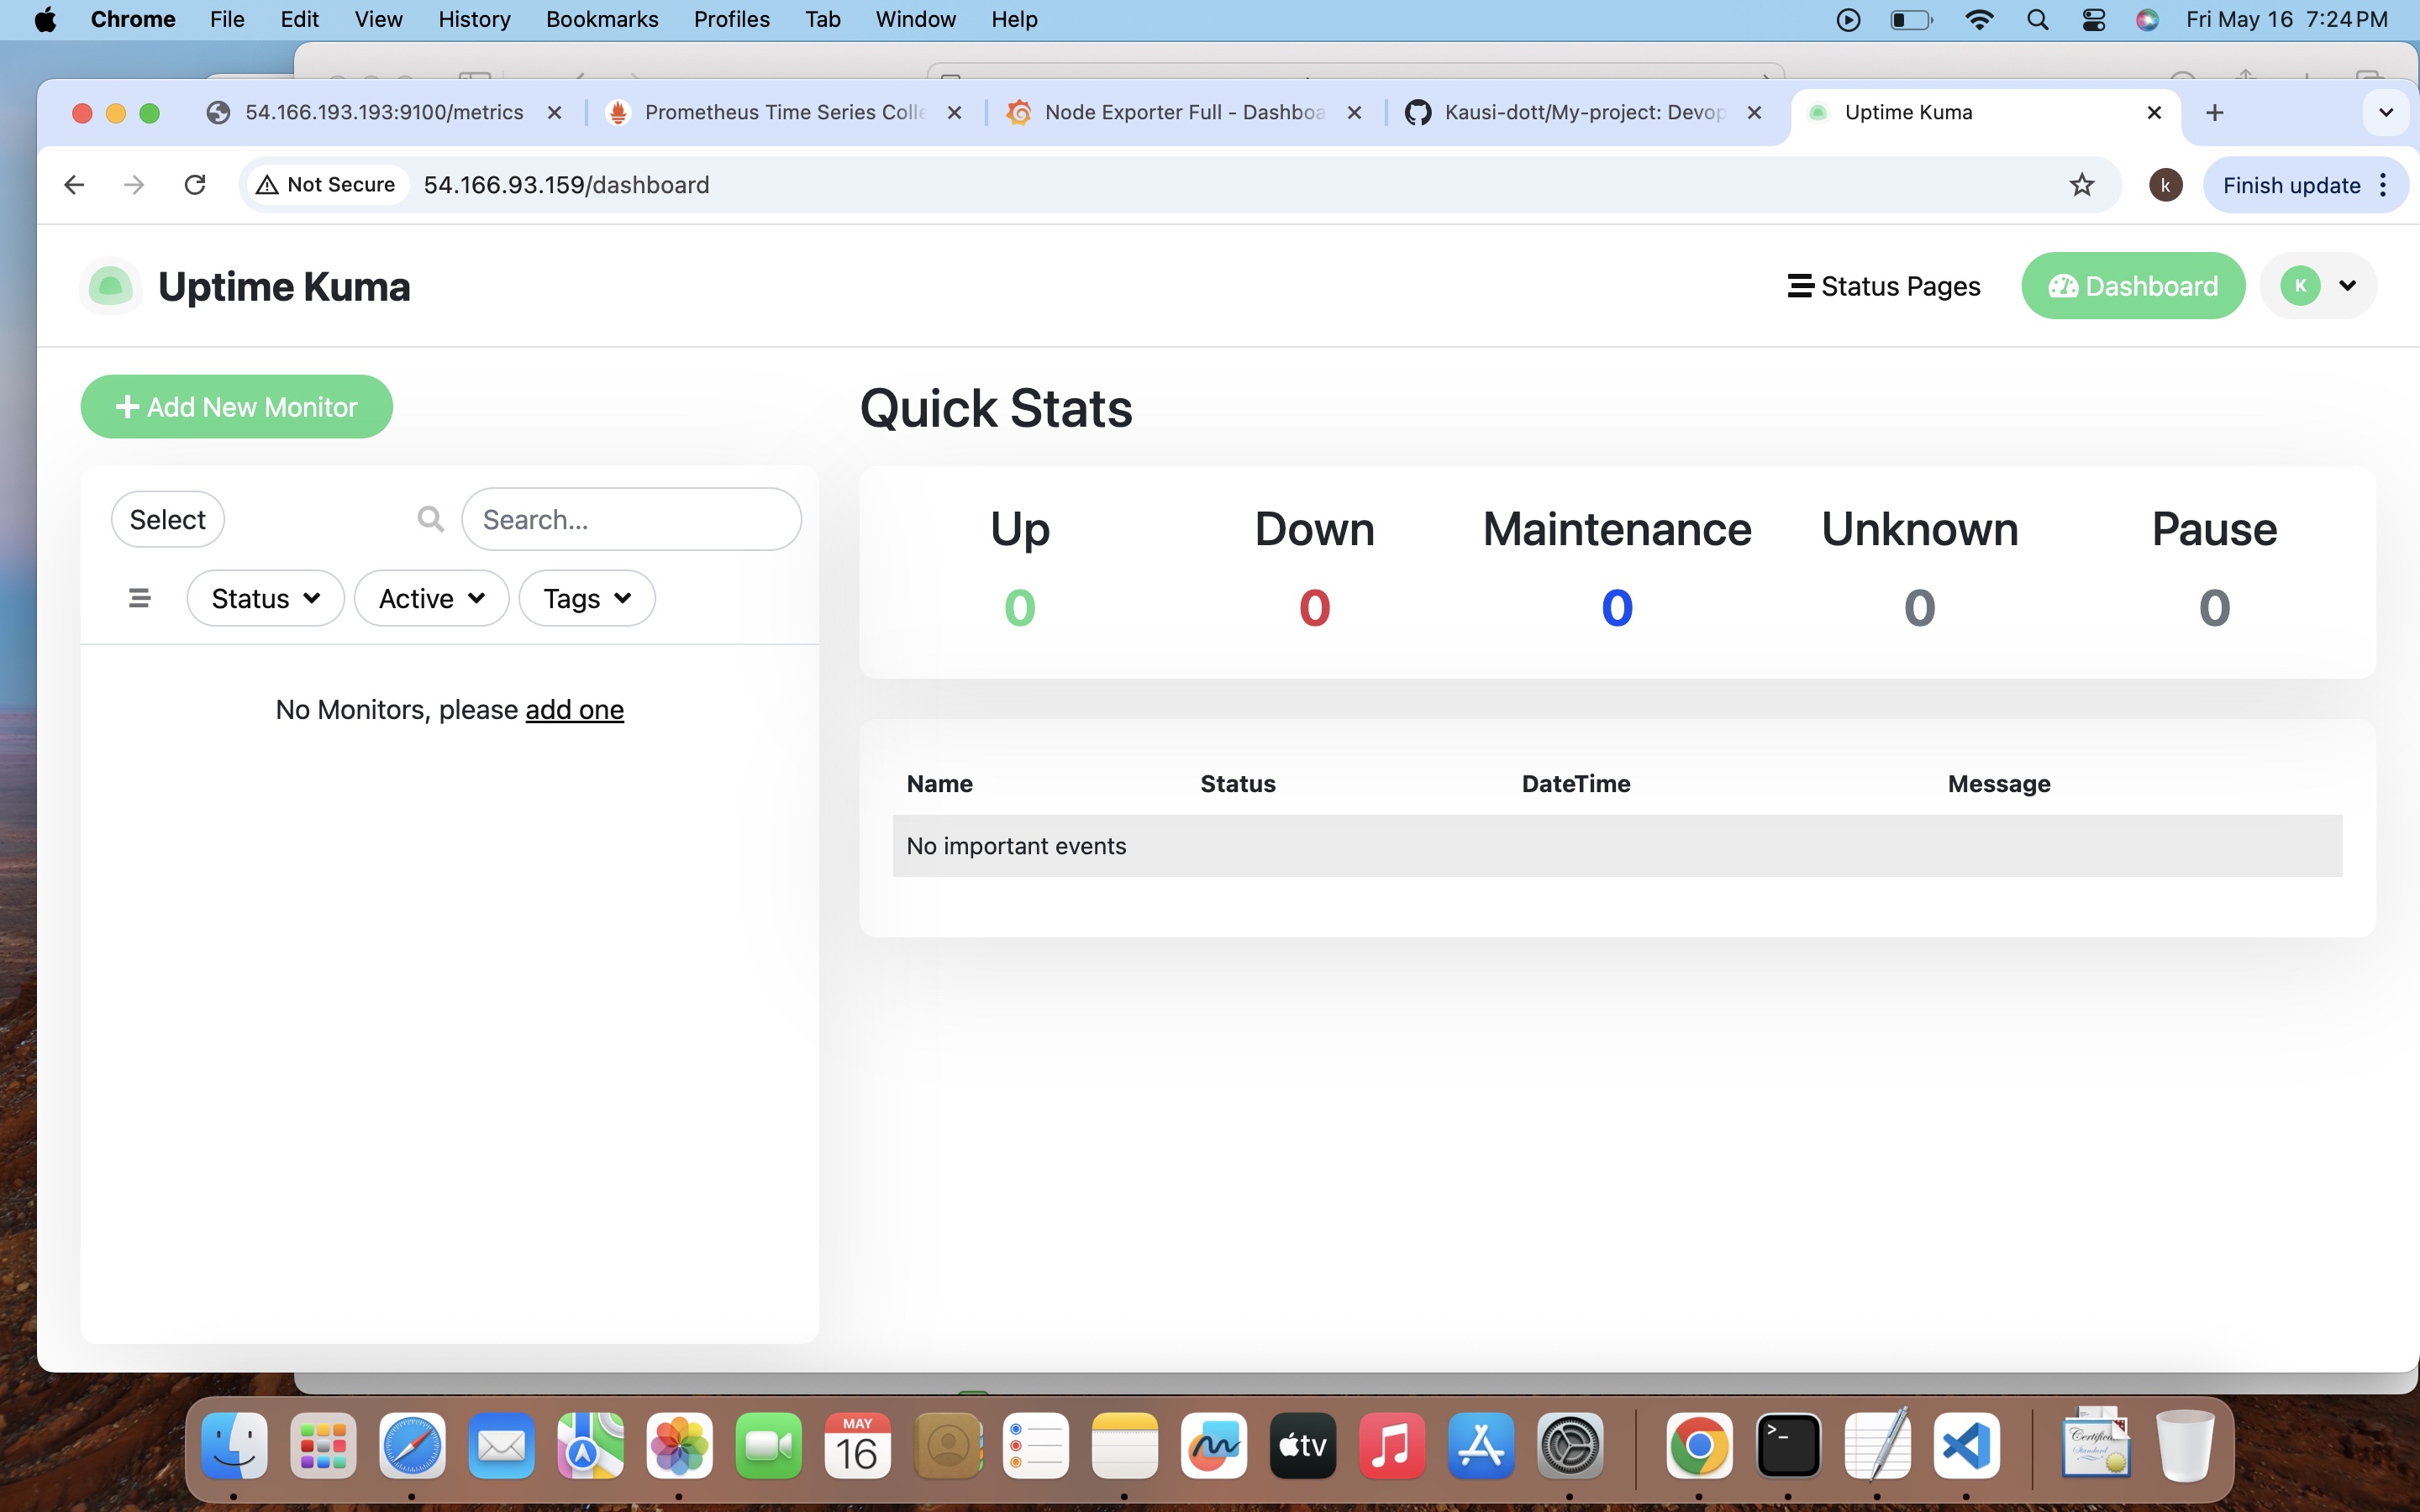 Chrome File Edit View History Bookmarks Profiles Tab Window Help Fri May 16 7:24 PM
54.166.193.193:9100/metrics Prometheus Time Series Colle Node Exporter Full - Dashboa Kausi-dott/My-project: Devop Uptime Kuma
Not Secure 54.166.93.159/dashboard k Finish update
Uptime Kuma Status Pages Dashboard K
Add New Monitor
Quick Stats
Select Search...
Status Active Tags
No Monitors, please add one
Up Down Maintenance Unknown Pause
0 0 0 0 0
Name Status DateTime Message
No important events
MAY
16
tv
>_